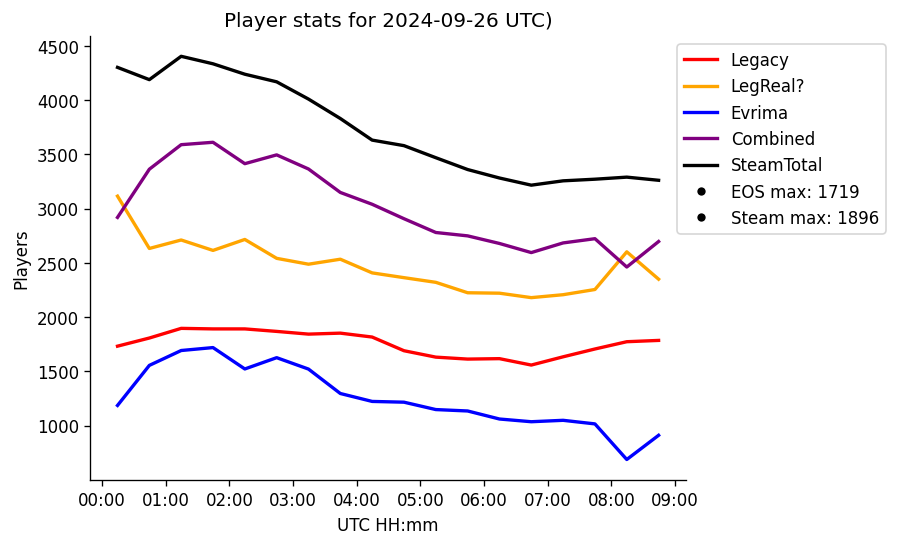 Player stats for 2024-09-26 UTC)
4500
4000
3500
3000
2500
2000
1500
1000
Players
00:00 01:00 02:00 03:00 04:00 05:00 06:00 07:00 08:00 09:00
UTC HH:mm
Legacy
LegReal?
Evrima
Combined
SteamTotal
EOS max: 1719
Steam max: 1896